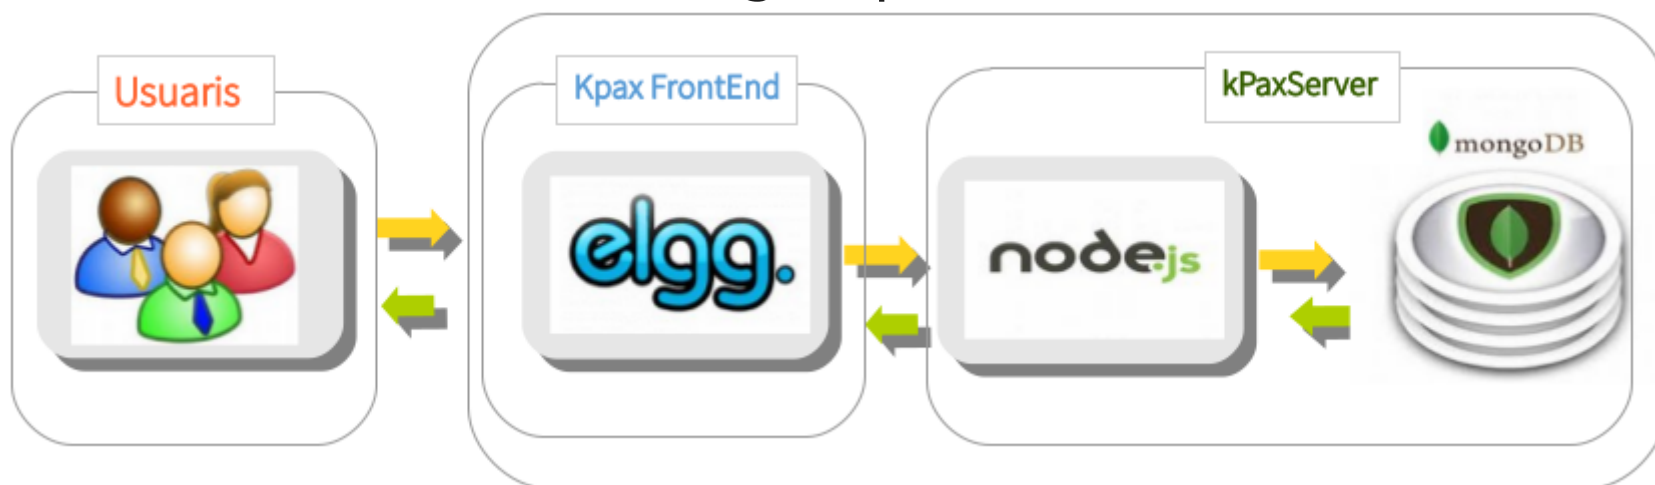 Usuaris
Kpax FrontEnd
kPaxServer
mongoDB
elgg.
node.js